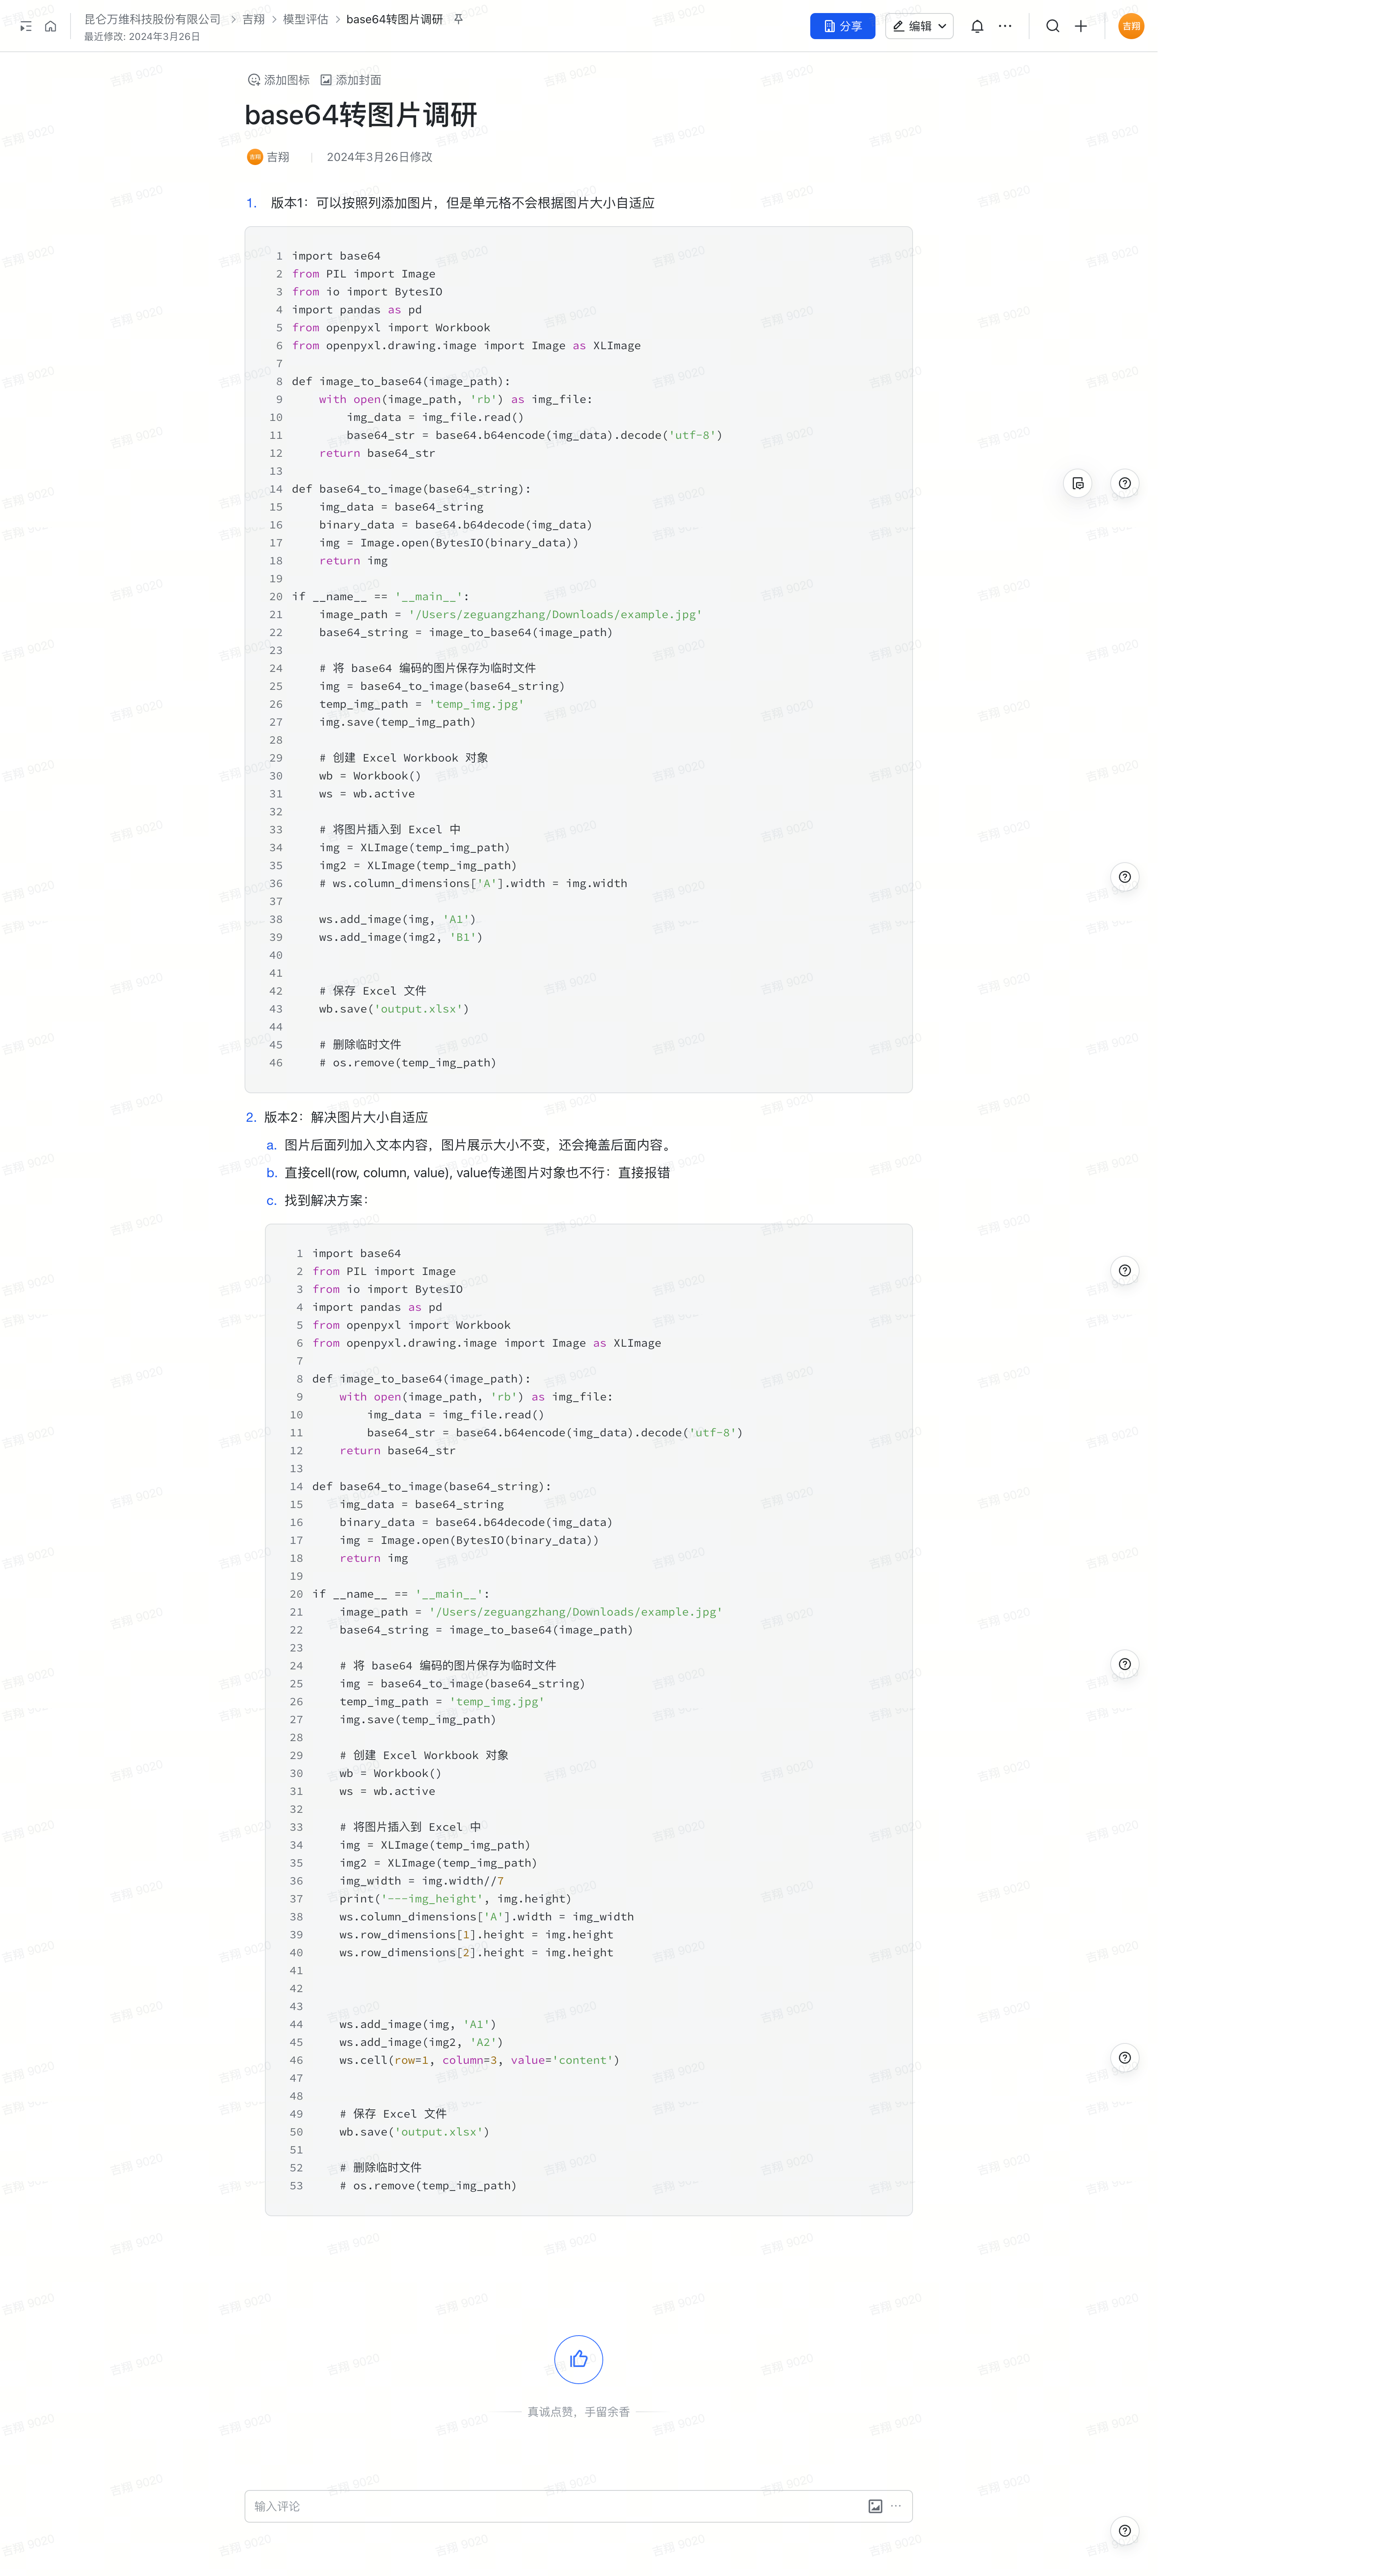 昆仑万维科技股份有限公司 > 吉翔 > 模型评估 > base64转图片调研
最近修改: 2024年3月26日
分享
编辑
吉翔
添加图标 添加封面
base64转图片调研
吉翔 吉翔 | 2024年3月26日修改
1. 版本1：可以按照列添加图片，但是单元格不会根据图片大小自适应
1 import base64
2 from PIL import Image
3 from io import BytesIO
4 import pandas as pd
5 from openpyxl import Workbook
6 from openpyxl.drawing.image import Image as XLImage
7
8 def image_to_base64(image_path):
9     with open(image_path, 'rb') as img_file:
10         img_data = img_file.read()
11         base64_str = base64.b64encode(img_data).decode('utf-8')
12     return base64_str
13
14 def base64_to_image(base64_string):
15     img_data = base64_string
16     binary_data = base64.b64decode(img_data)
17     img = Image.open(BytesIO(binary_data))
18     return img
19
20 if __name__ == '__main__':
21     image_path = '/Users/zeguangzhang/Downloads/example.jpg'
22     base64_string = image_to_base64(image_path)
23
24     # 将 base64 编码的图片保存为临时文件
25     img = base64_to_image(base64_string)
26     temp_img_path = 'temp_img.jpg'
27     img.save(temp_img_path)
28
29     # 创建 Excel Workbook 对象
30     wb = Workbook()
31     ws = wb.active
32
33     # 将图片插入到 Excel 中
34     img = XLImage(temp_img_path)
35     img2 = XLImage(temp_img_path)
36     # ws.column_dimensions['A'].width = img.width
37
38     ws.add_image(img, 'A1')
39     ws.add_image(img2, 'B1')
40
41
42     # 保存 Excel 文件
43     wb.save('output.xlsx')
44
45     # 删除临时文件
46     # os.remove(temp_img_path)
2. 版本2：解决图片大小自适应
a. 图片后面列加入文本内容，图片展示大小不变，还会掩盖后面内容。
b. 直接cell(row, column, value), value传递图片对象也不行：直接报错
c. 找到解决方案：
1 import base64
2 from PIL import Image
3 from io import BytesIO
4 import pandas as pd
5 from openpyxl import Workbook
6 from openpyxl.drawing.image import Image as XLImage
7
8 def image_to_base64(image_path):
9     with open(image_path, 'rb') as img_file:
10         img_data = img_file.read()
11         base64_str = base64.b64encode(img_data).decode('utf-8')
12     return base64_str
13
14 def base64_to_image(base64_string):
15     img_data = base64_string
16     binary_data = base64.b64decode(img_data)
17     img = Image.open(BytesIO(binary_data))
18     return img
19
20 if __name__ == '__main__':
21     image_path = '/Users/zeguangzhang/Downloads/example.jpg'
22     base64_string = image_to_base64(image_path)
23
24     # 将 base64 编码的图片保存为临时文件
25     img = base64_to_image(base64_string)
26     temp_img_path = 'temp_img.jpg'
27     img.save(temp_img_path)
28
29     # 创建 Excel Workbook 对象
30     wb = Workbook()
31     ws = wb.active
32
33     # 将图片插入到 Excel 中
34     img = XLImage(temp_img_path)
35     img2 = XLImage(temp_img_path)
36     img_width = img.width//7
37     print('---img_height', img.height)
38     ws.column_dimensions['A'].width = img_width
39     ws.row_dimensions[1].height = img.height
40     ws.row_dimensions[2].height = img.height
41
42
43
44     ws.add_image(img, 'A1')
45     ws.add_image(img2, 'A2')
46     ws.cell(row=1, column=3, value='content')
47
48
49     # 保存 Excel 文件
50     wb.save('output.xlsx')
51
52     # 删除临时文件
53     # os.remove(temp_img_path)
真诚点赞，手留余香
输入评论
吉翔 9020